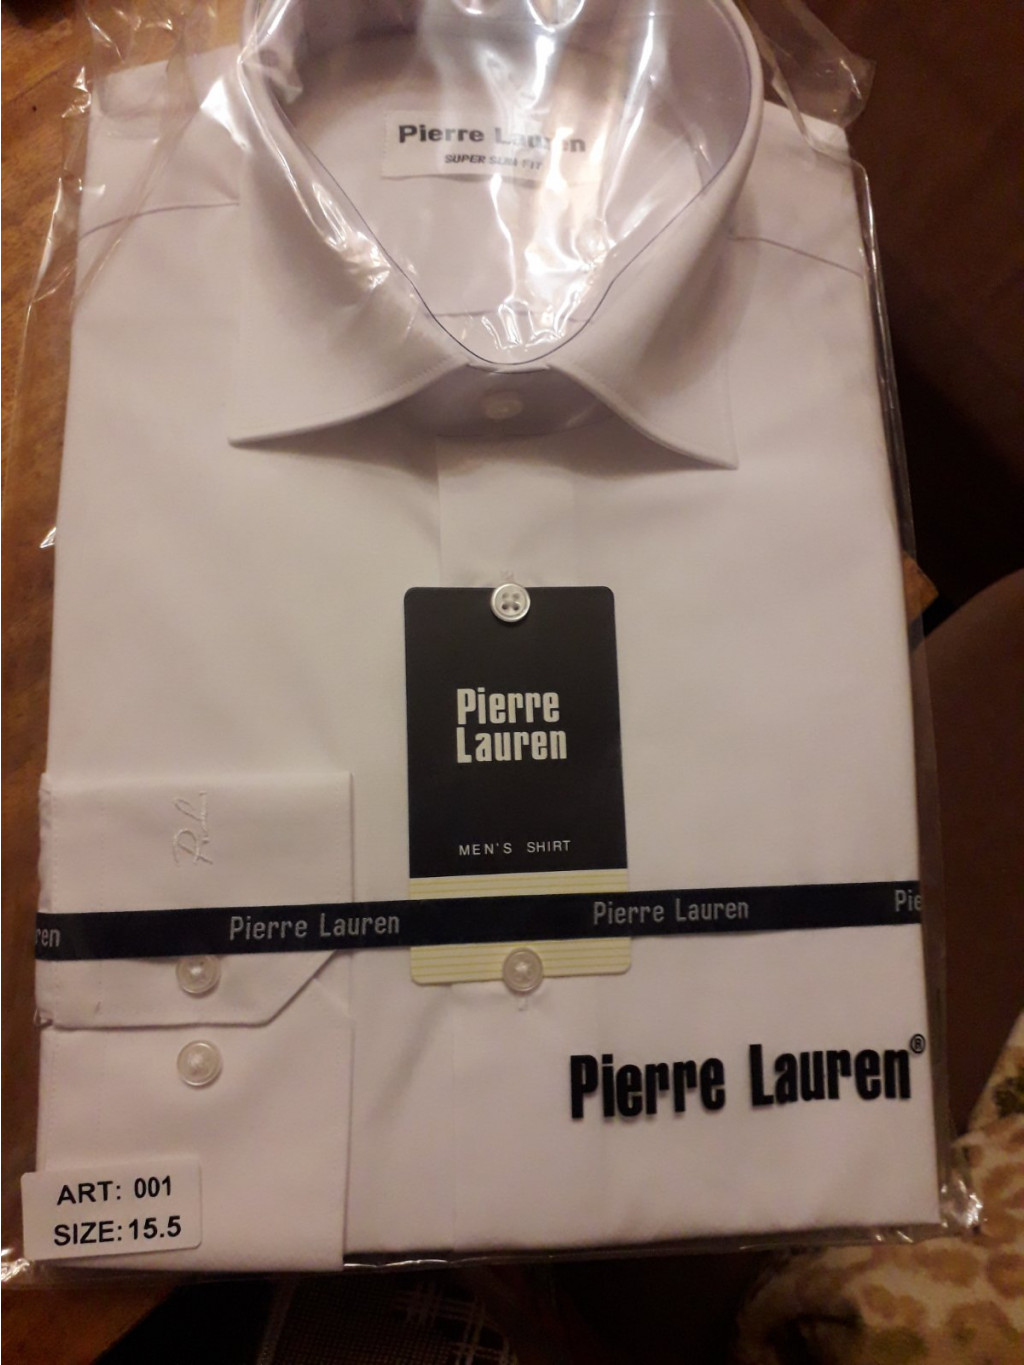 Pierre Lauren
SUPER SLIM FIT
Pierre
Lauren
MEN'S SHIRT
P.L.
ren Pierre Lauren Pierre Lauren Pie
Pierre Lauren®
ART: 001
SIZE: 15.5